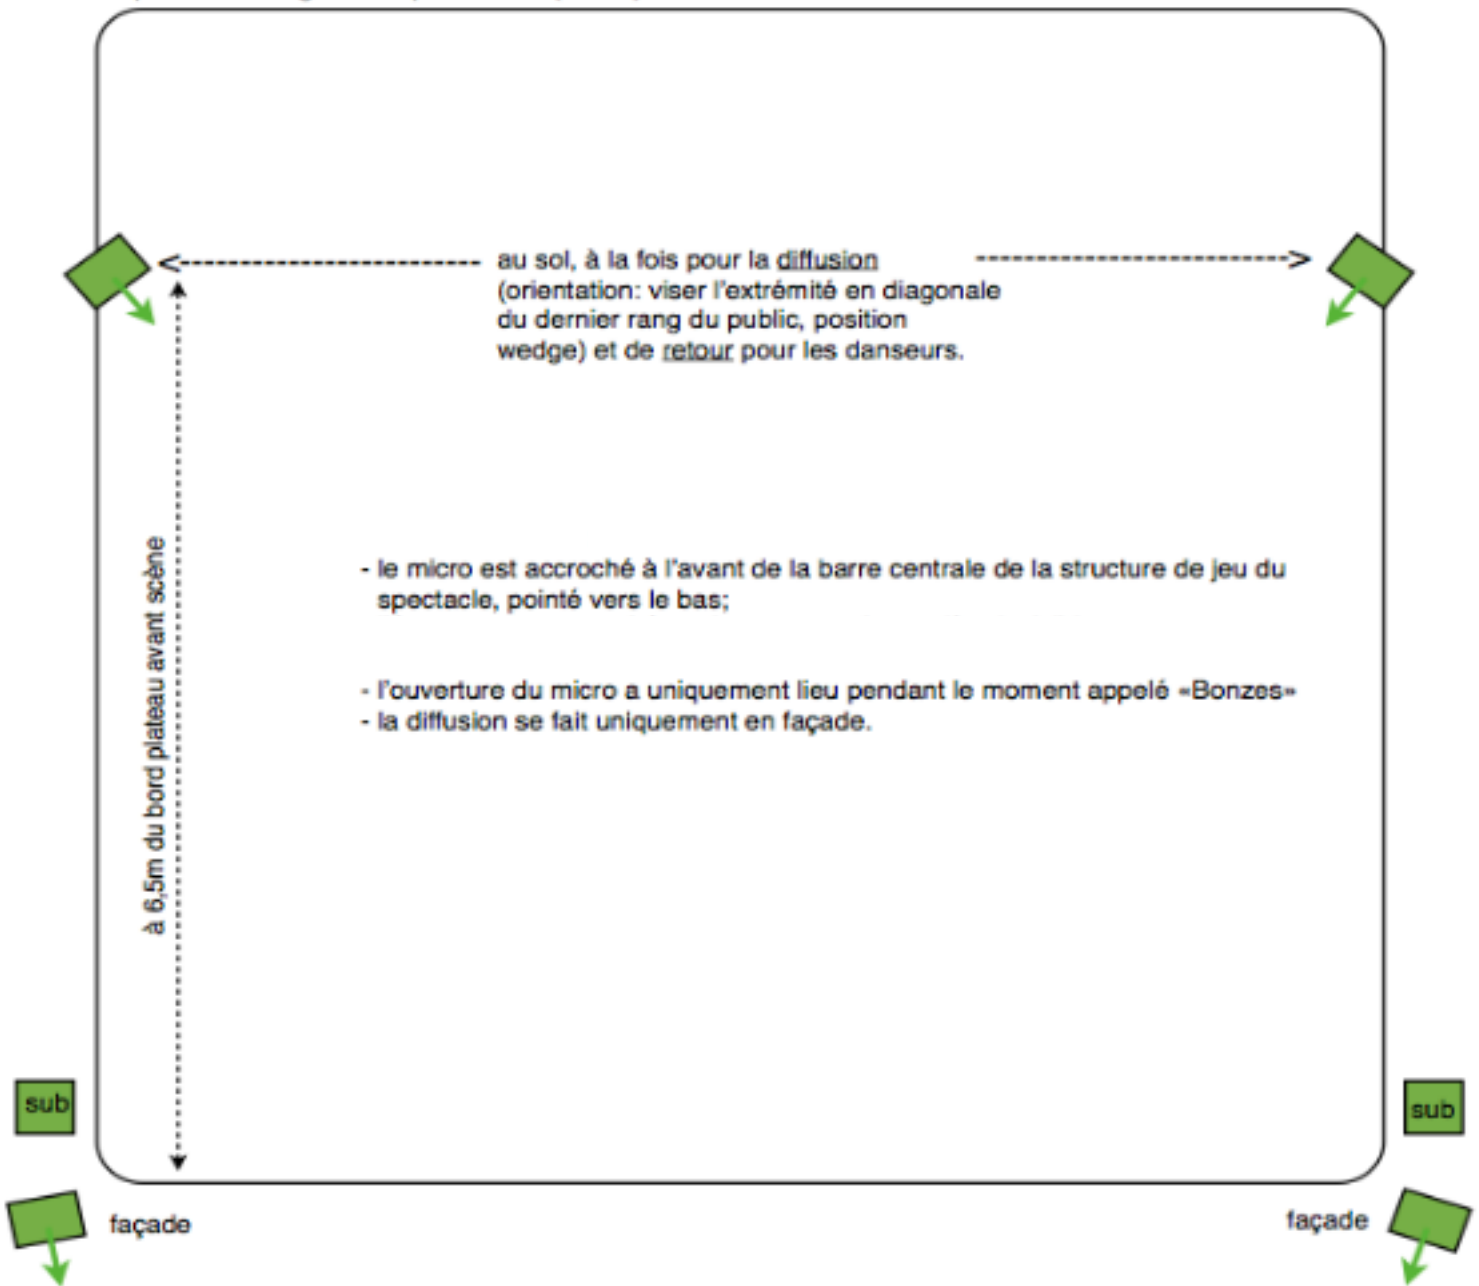 au sol, à la fois pour la diffusion
(orientation: viser l'extrémité en diagonale
du dernier rang du public, position
wedge) et de retour pour les danseurs.
à 6,5m du bord plateau avant scène
- le micro est accroché à l'avant de la barre centrale de la structure de jeu du
spectacle, pointé vers le bas;
- l'ouverture du micro a uniquement lieu pendant le moment appelé «Bonzes»
- la diffusion se fait uniquement en façade.
sub
sub
façade
façade